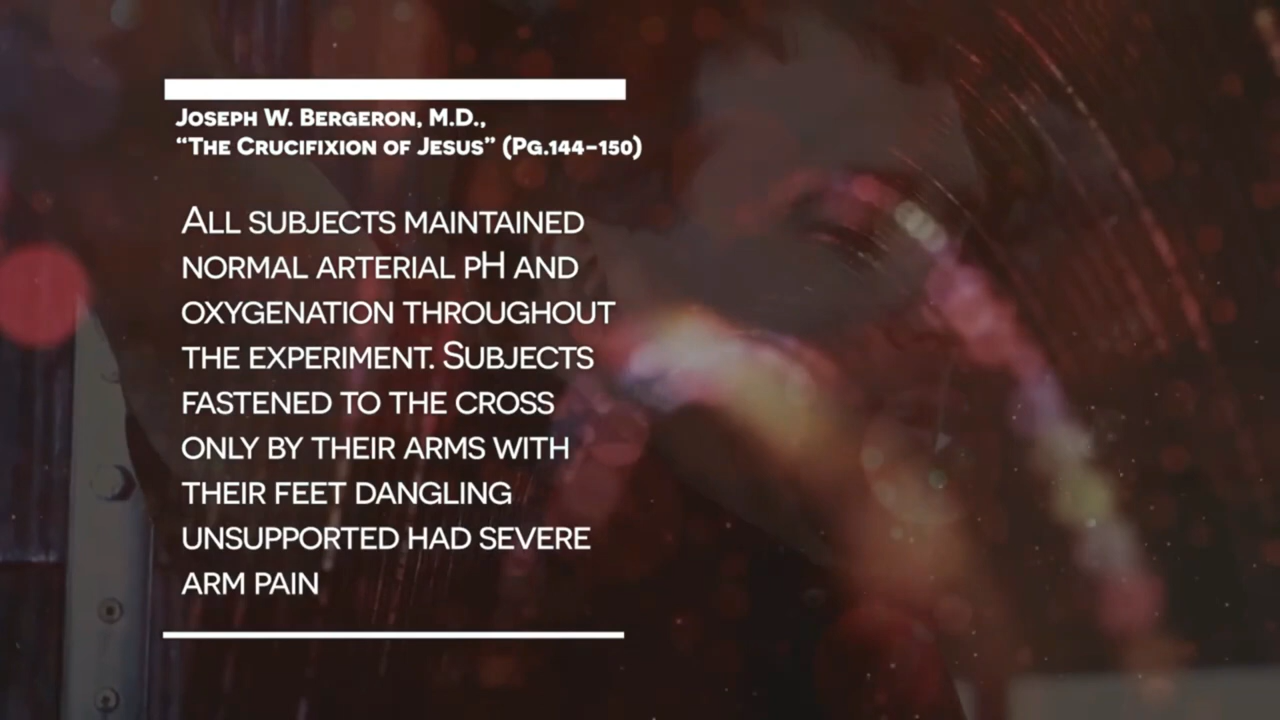 Joseph W. Bergeron, M.D.,
“The Crucifixion of Jesus” (Pg.144-150)
All subjects maintained
normal arterial pH and
oxygenation throughout
the experiment. Subjects
fastened to the cross
only by their arms with
their feet dangling
unsupported had severe
arm pain